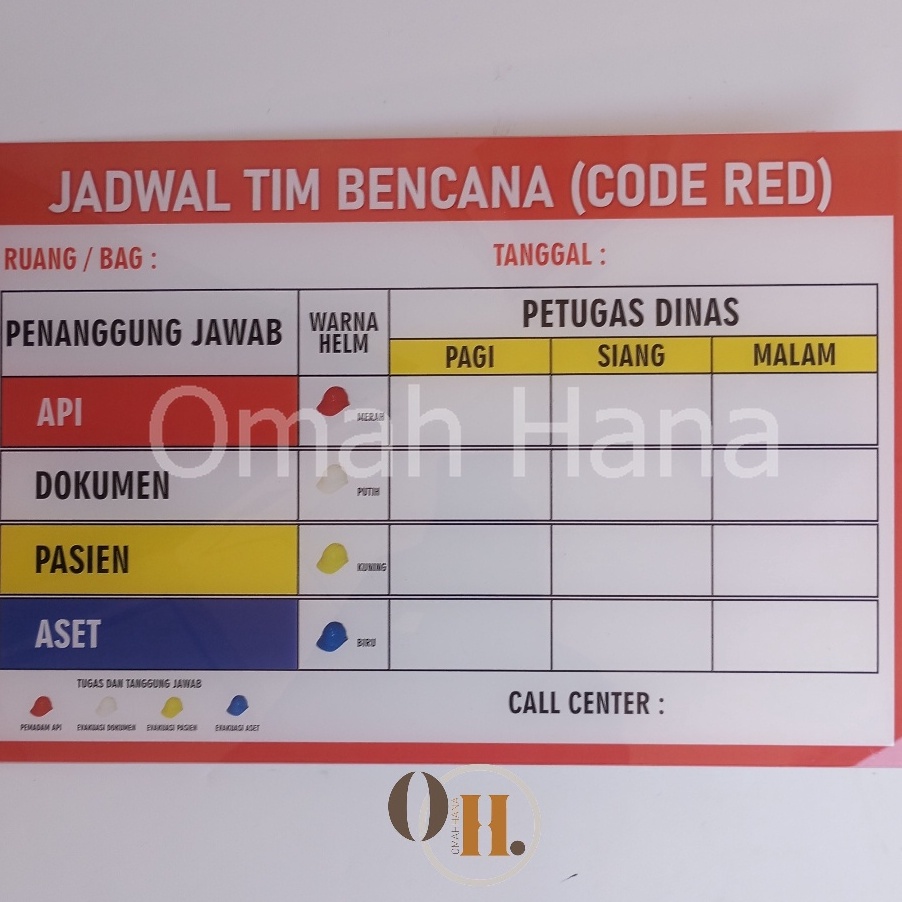 JADWAL TIM BENCANA (CODE RED)
RUANG / BAG :
TANGGAL :
PENANGGUNG JAWAB
WARNA
HELM
PETUGAS DINAS
PAGI
SIANG
MALAM
API
MERAH
DOKUMEN
PUTIH
PASIEN
KUNING
ASET
BIRU
Omah Hana
TUGAS DAN TANGGUNG JAWAB
PEMADAM API
EVAKUASI DOKUMEN
EVAKUASI PASIEN
EVAKUASI ASET
CALL CENTER :
OH.
OMAH HANA